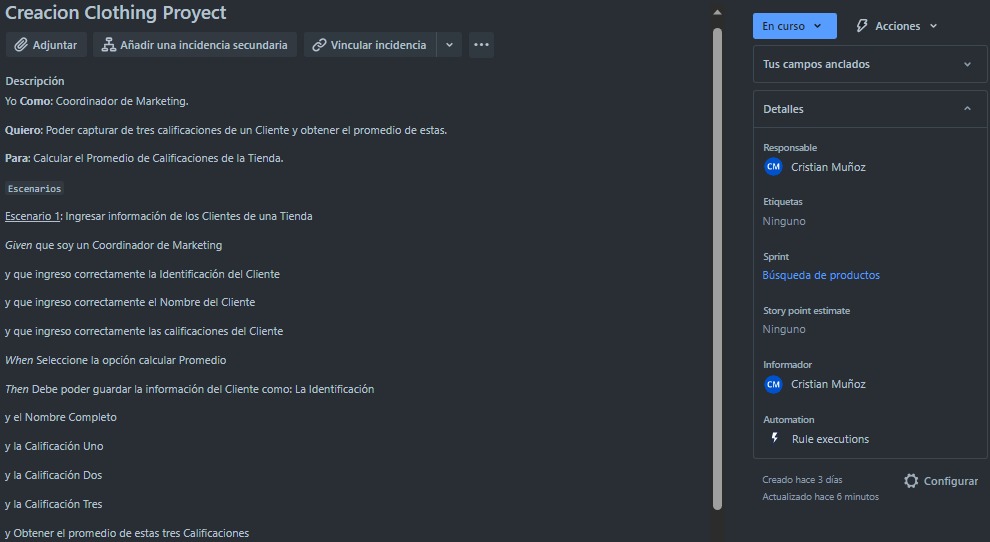 Creacion Clothing Proyect
Adjuntar
Añadir una incidencia secundaria
Vincular incidencia
Descripción
Yo Como: Coordinador de Marketing.
Quiero: Poder capturar de tres calificaciones de un Cliente y obtener el promedio de estas.
Para: Calcular el Promedio de Calificaciones de la Tienda.
Escenarios
Escenario 1: Ingresar información de los Clientes de una Tienda
Given que soy un Coordinador de Marketing
y que ingreso correctamente la Identificación del Cliente
y que ingreso correctamente el Nombre del Cliente
y que ingreso correctamente las calificaciones del Cliente
When Seleccione la opción calcular Promedio
Then Debe poder guardar la información del Cliente como: La Identificación
y el Nombre Completo
y la Calificación Uno
y la Calificación Dos
y la Calificación Tres
y Obtener el promedio de estas tres Calificaciones
En curso
Acciones
Tus campos anclados
Detalles
Responsable
CM Cristian Muñoz
Etiquetas
Ninguno
Sprint
Búsqueda de productos
Story point estimate
Ninguno
Informador
CM Cristian Muñoz
Automation
Rule executions
Creado hace 3 días
Actualizado hace 6 minutos
Configurar